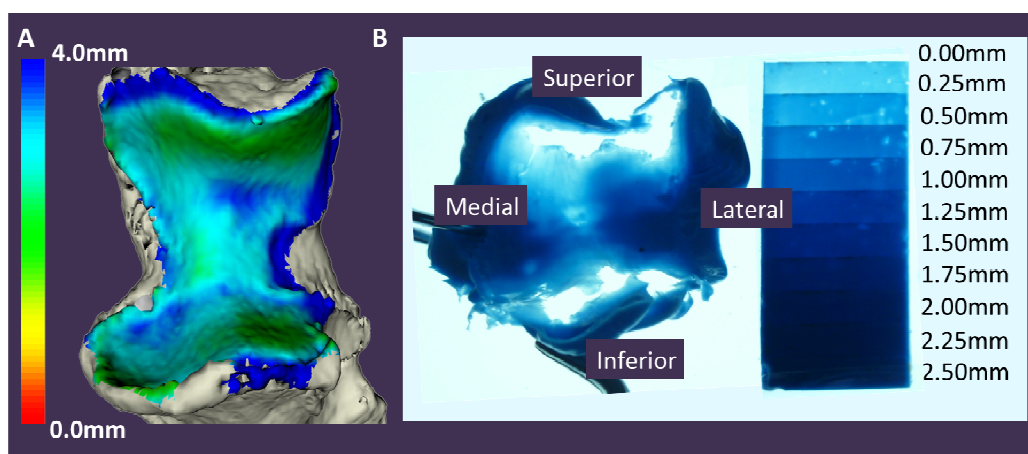 A
4.0mm
0.0mm
B
Superior
Medial
Lateral
Inferior
0.00mm
0.25mm
0.50mm
0.75mm
1.00mm
1.25mm
1.50mm
1.75mm
2.00mm
2.25mm
2.50mm